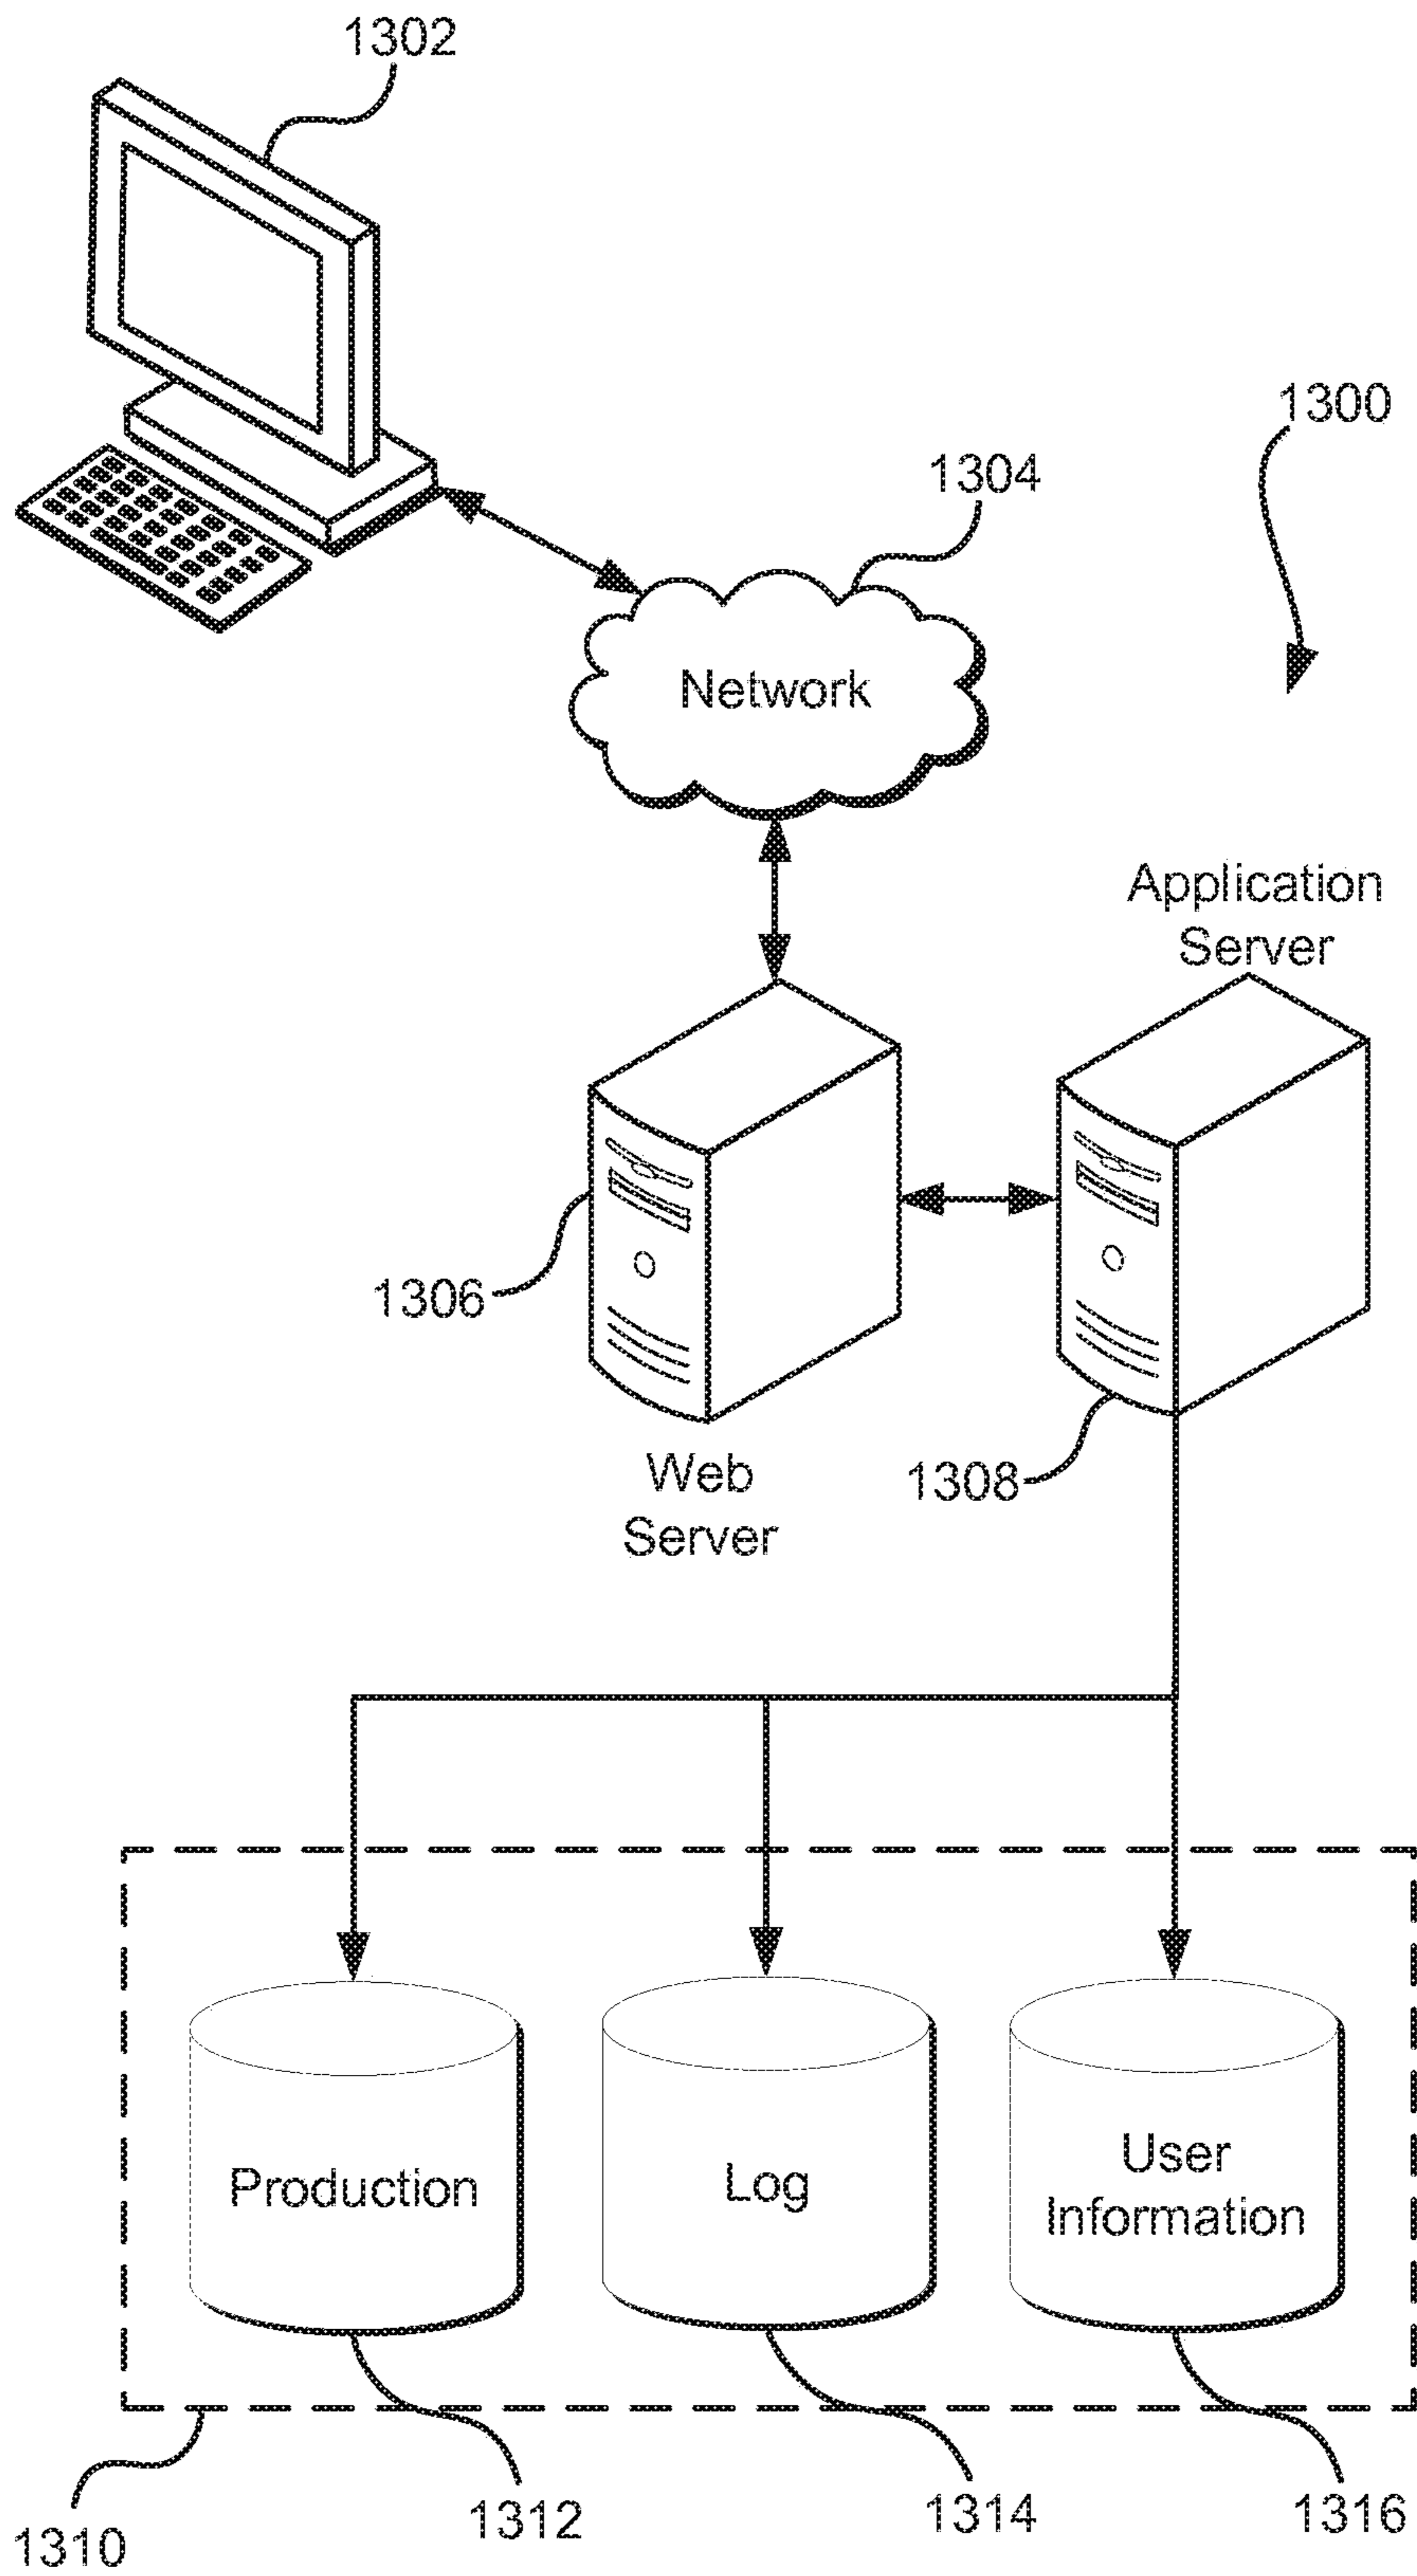 1302
1300
1304
Network
Application
Server
1306
Web
Server
1308
Production
Log
User
Information
1310
1312
1314
1316